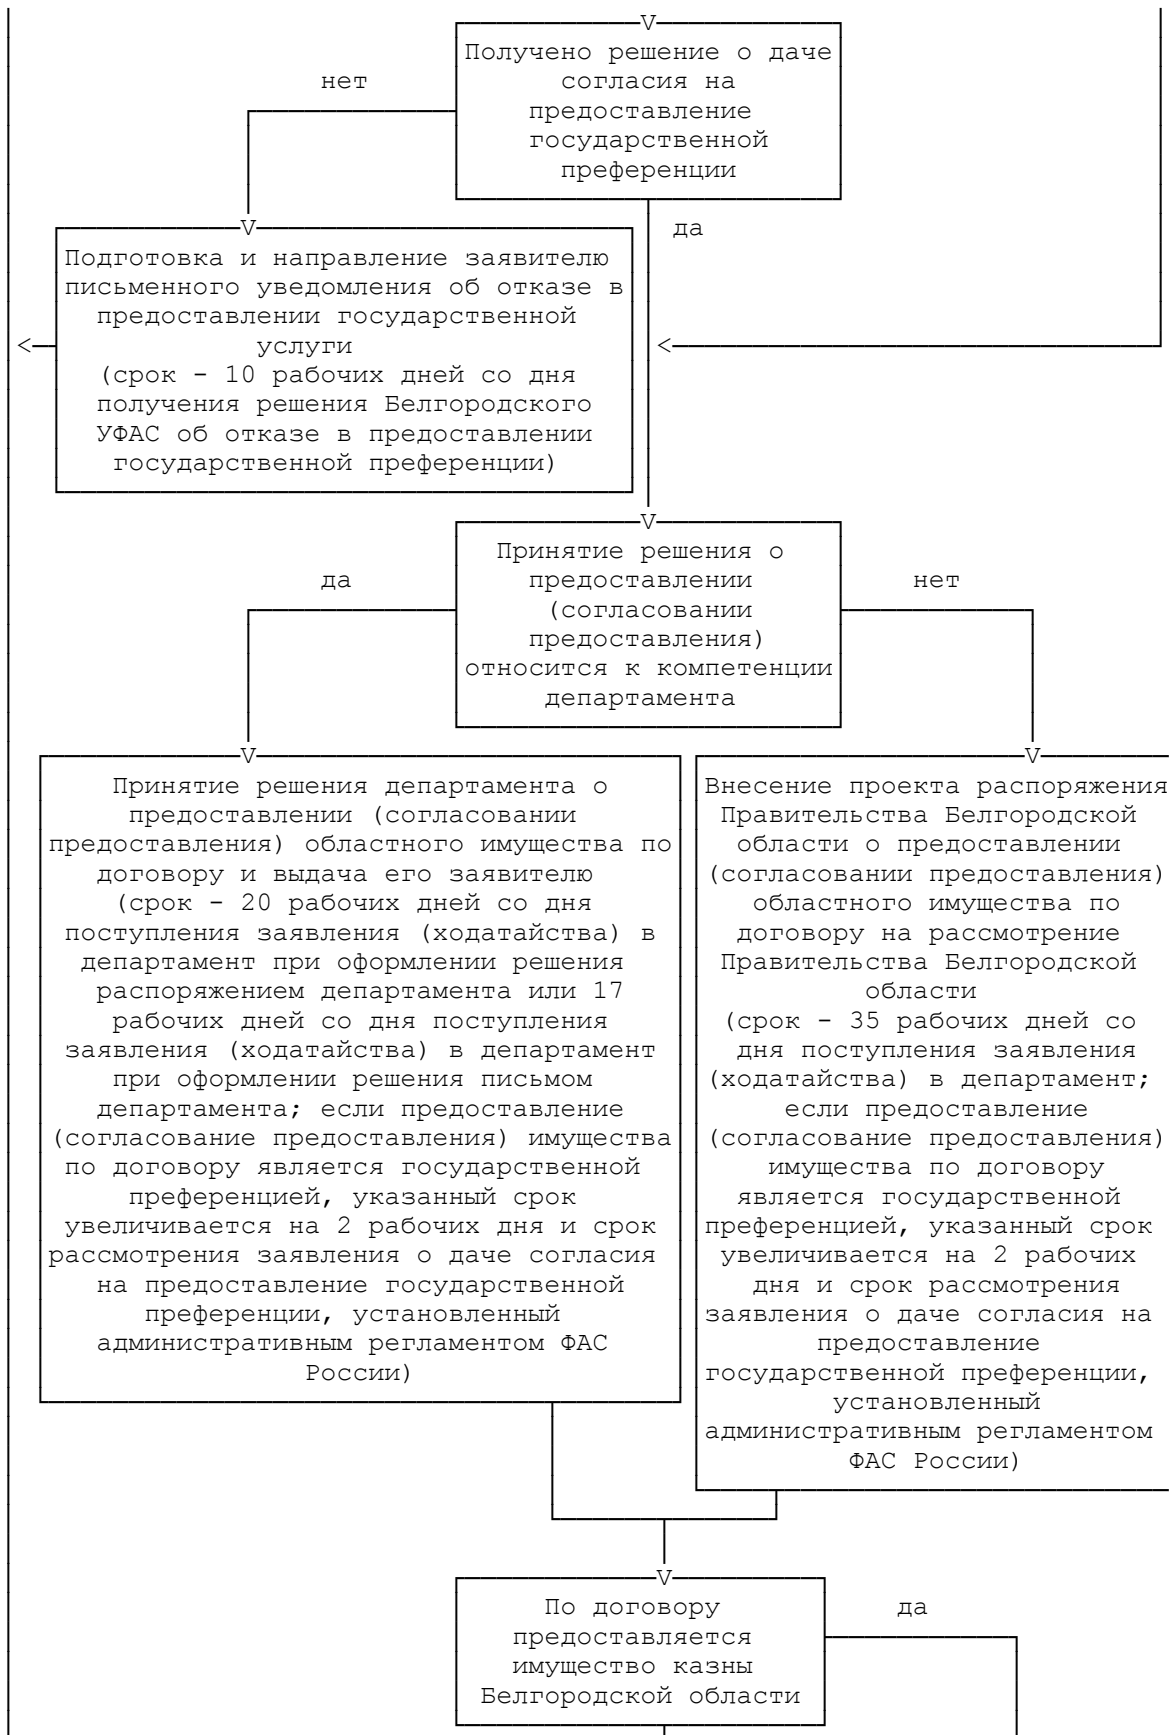 Получено решение о даче
согласия на
предоставление
государственной
преференции
нет
да
Подготовка и направление заявителю
письменного уведомления об отказе в
предоставлении государственной
услуги
(срок - 10 рабочих дней со дня
получения решения Белгородского
УФАС об отказе в предоставлении
государственной преференции)
Принятие решения о
предоставлении
(согласовании
предоставления)
относится к компетенции
департамента
да
нет
Принятие решения департамента о
предоставлении (согласовании
предоставления) областного имущества по
договору и выдача его заявителю
(срок - 20 рабочих дней со дня
поступления заявления (ходатайства) в
департамент при оформлении решения
распоряжением департамента или 17
рабочих дней со дня поступления
заявления (ходатайства) в департамент
при оформлении решения письмом
департамента; если предоставление
(согласование предоставления) имущества
по договору является государственной
преференцией, указанный срок
увеличивается на 2 рабочих дня и срок
рассмотрения заявления о даче согласия
на предоставление государственной
преференции, установленный
административным регламентом ФАС
России)
Внесение проекта распоряжения
Правительства Белгородской
области о предоставлении
(согласовании предоставления)
областного имущества по
договору на рассмотрение
Правительства Белгородской
области
(срок - 35 рабочих дней со
дня поступления заявления
(ходатайства) в департамент;
если предоставление
(согласование предоставления)
имущества по договору
является государственной
преференцией, указанный срок
увеличивается на 2 рабочих
дня и срок рассмотрения
заявления о даче согласия на
предоставление
государственной преференции,
установленный
административным регламентом
ФАС России)
По договору
предоставляется
имущество казны
Белгородской области
да